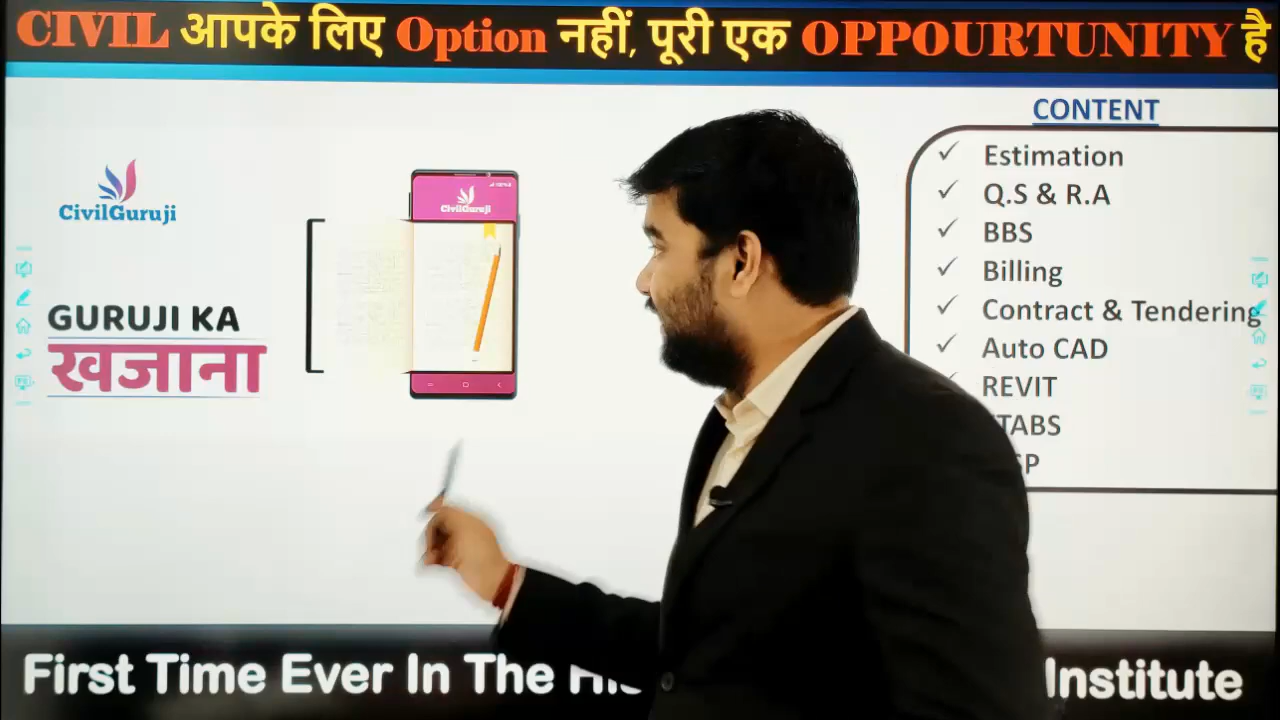 CIVIL आपके लिए Option नहीं, पूरी एक OPPOURTUNITY है
CivilGuruji
GURUJI KA
खजाना
CivilGuruji
CONTENT
✓ Estimation
✓ Q.S & R.A
✓ BBS
✓ Billing
✓ Contract & Tendering
✓ Auto CAD
✓ REVIT
TABS
P
First Time Ever In The Institute